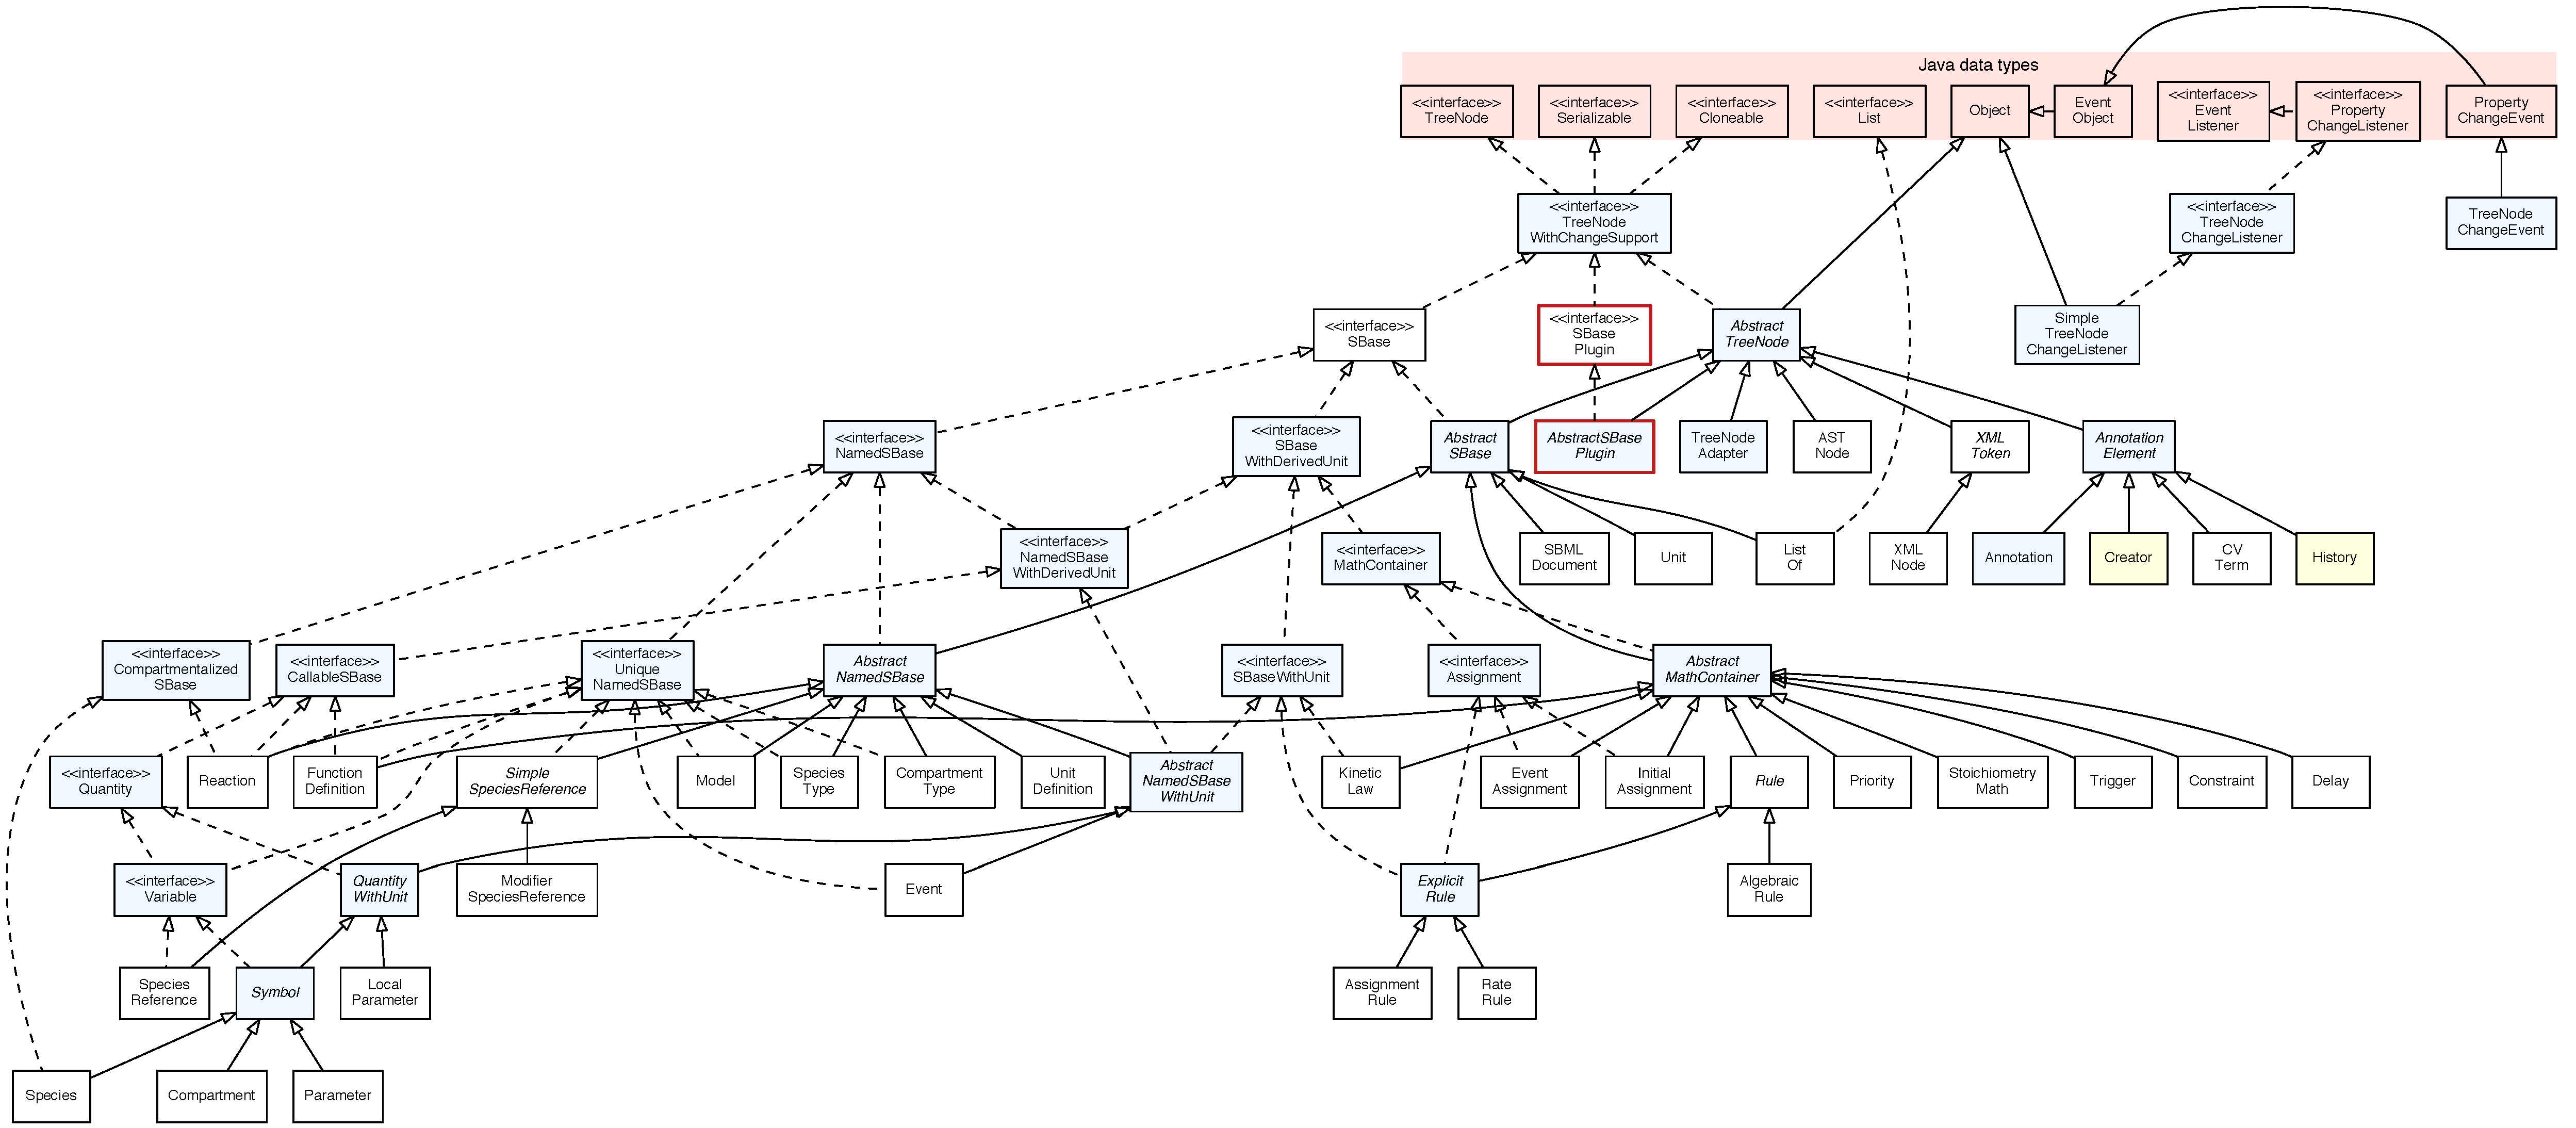 Java data types
<<interface>>
TreeNode
<<interface>>
Serializable
<<interface>>
Cloneable
<<interface>>
List
Object
Event
Object
<<interface>>
Event
Listener
<<interface>>
Property
ChangeListener
Property
ChangeEvent
<<interface>>
TreeNode
WithChangeSupport
<<interface>>
TreeNode
ChangeListener
TreeNode
ChangeEvent
<<interface>>
SBase
<<interface>>
SBase
Plugin
Abstract
TreeNode
Simple
TreeNode
ChangeListener
<<interface>>
NamedSBase
<<interface>>
SBase
WithDerivedUnit
Abstract
SBase
AbstractSBase
Plugin
TreeNode
Adapter
AST
Node
XML
Token
Annotation
Element
<<interface>>
NamedSBase
WithDerivedUnit
<<interface>>
MathContainer
SBML
Document
Unit
List
Of
XML
Node
Annotation
Creator
CV
Term
History
<<interface>>
Compartmentalized
SBase
<<interface>>
CallableSBase
<<interface>>
Unique
NamedSBase
Abstract
NamedSBase
<<interface>>
SBaseWithUnit
<<interface>>
Assignment
Abstract
MathContainer
<<interface>>
Quantity
Reaction
Function
Definition
Simple
SpeciesReference
Model
Species
Type
Compartment
Type
Unit
Definition
Abstract
NamedSBase
WithUnit
Kinetic
Law
Event
Assignment
Initial
Assignment
Rule
Priority
Stoichiometry
Math
Trigger
Constraint
Delay
<<interface>>
Variable
Quantity
WithUnit
Modifier
SpeciesReference
Event
Explicit
Rule
Algebraic
Rule
Species
Reference
Symbol
Local
Parameter
Assignment
Rule
Rate
Rule
Species
Compartment
Parameter